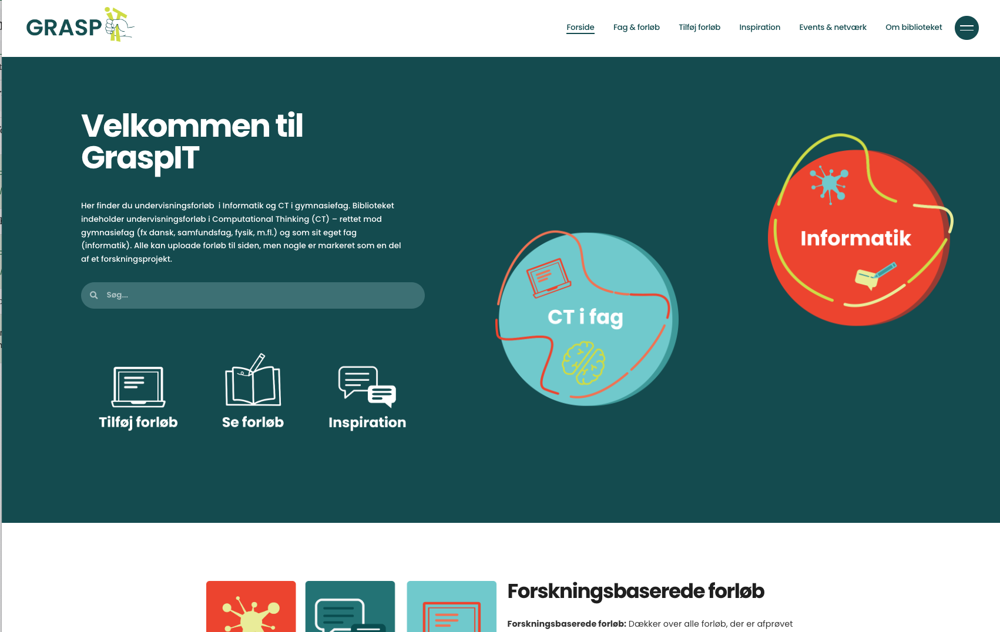 GRASP iT
Forside Fag & forløb Tilføj forløb Inspiration Events & netværk Om biblioteket
Velkommen til
GraspIT
Her finder du undervisningsforløb i Informatik og CT i gymnasiefag. Biblioteket
indeholder undervisningsforløb i Computational Thinking (CT) – rettet mod
gymnasiefag (fx dansk, samfundsfag, fysik, m.fl.) og som sit eget fag
(informatik). Alle kan uploade forløb til siden, men nogle er markeret som en del
af et forskningsprojekt.
Søg...
Tilføj forløb
Se forløb
Inspiration
CT i fag
Informatik
Forskningsbaserede forløb
Forskningsbaserede forløb: Dækker over alle forløb, der er afprøvet